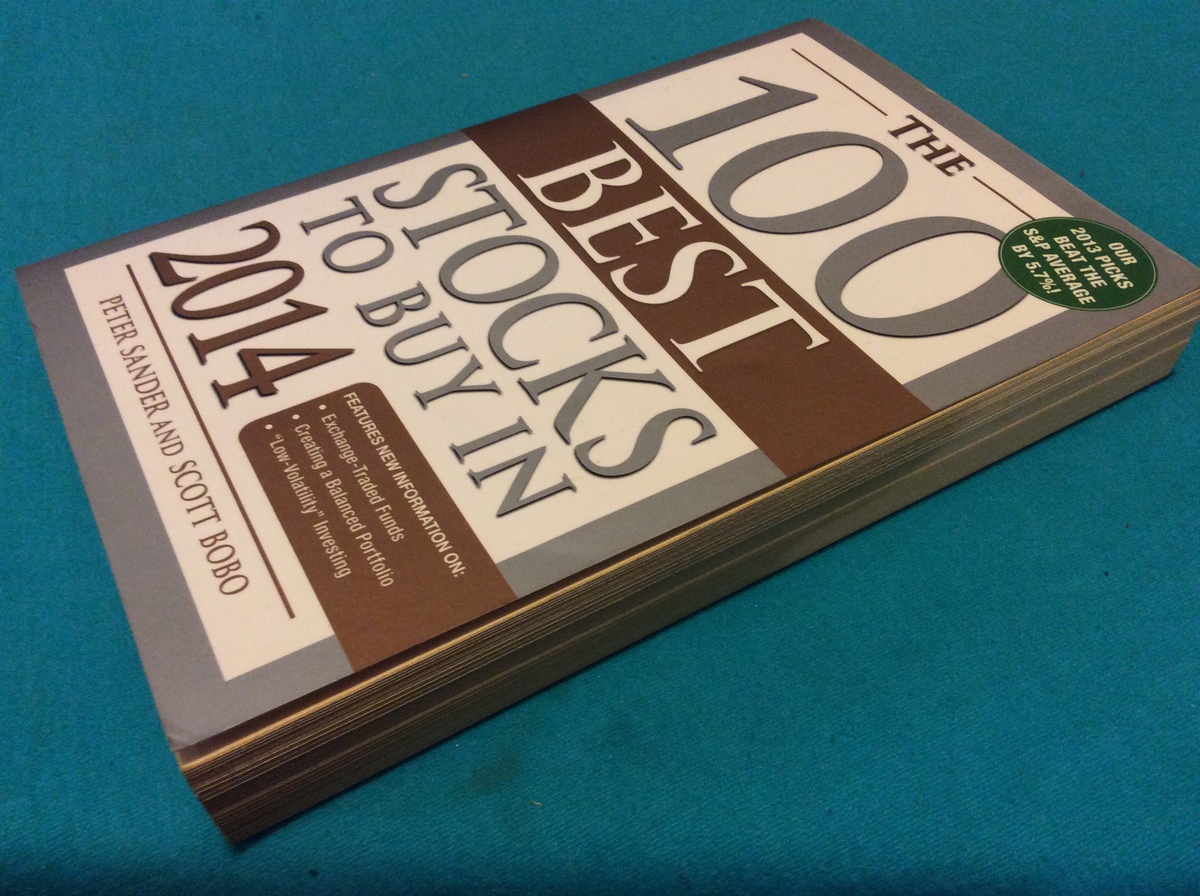 THE
100
BEST
STOCKS
TO BUY IN
2014
OUR
2013 PICKS
BEAT THE
S&P AVERAGE
BY 5.7%!
FEATURES NEW INFORMATION ON:
• Exchange-Traded Funds
• Creating a Balanced Portfolio
• "Low-Volatility" Investing
PETER SANDER AND SCOTT BOBO